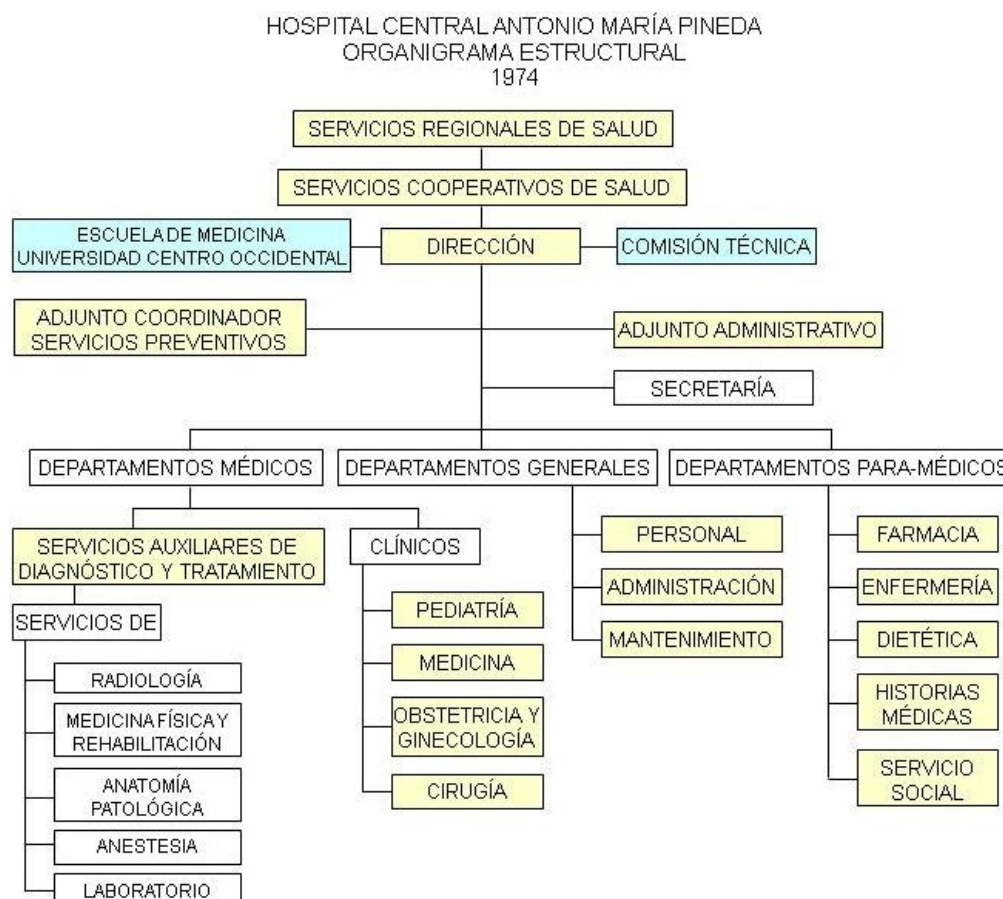 HOSPITAL CENTRAL ANTONIO MARÍA PINEDA
ORGANIGRAMA ESTRUCTURAL
1974
SERVICIOS REGIONALES DE SALUD
SERVICIOS COOPERATIVOS DE SALUD
ESCUELA DE MEDICINA
UNIVERSIDAD CENTRO OCCIDENTAL
DIRECCIÓN
COMISIÓN TÉCNICA
ADJUNTO COORDINADOR
SERVICIOS PREVENTIVOS
ADJUNTO ADMINISTRATIVO
SECRETARÍA
DEPARTAMENTOS MÉDICOS
DEPARTAMENTOS GENERALES
DEPARTAMENTOS PARA-MÉDICOS
SERVICIOS AUXILIARES DE
DIAGNÓSTICO Y TRATAMIENTO
SERVICIOS DE
RADIOLOGÍA
MEDICINA FÍSICA Y
REHABILITACIÓN
ANATOMÍA
PATOLÓGICA
ANESTESIA
LABORATORIO
CLÍNICOS
PEDIATRÍA
MEDICINA
OBSTETRICIA Y
GINECOLOGÍA
CIRUGÍA
PERSONAL
ADMINISTRACIÓN
MANTENIMIENTO
FARMACIA
ENFERMERÍA
DIETÉTICA
HISTORIAS
MÉDICAS
SERVICIO
SOCIAL